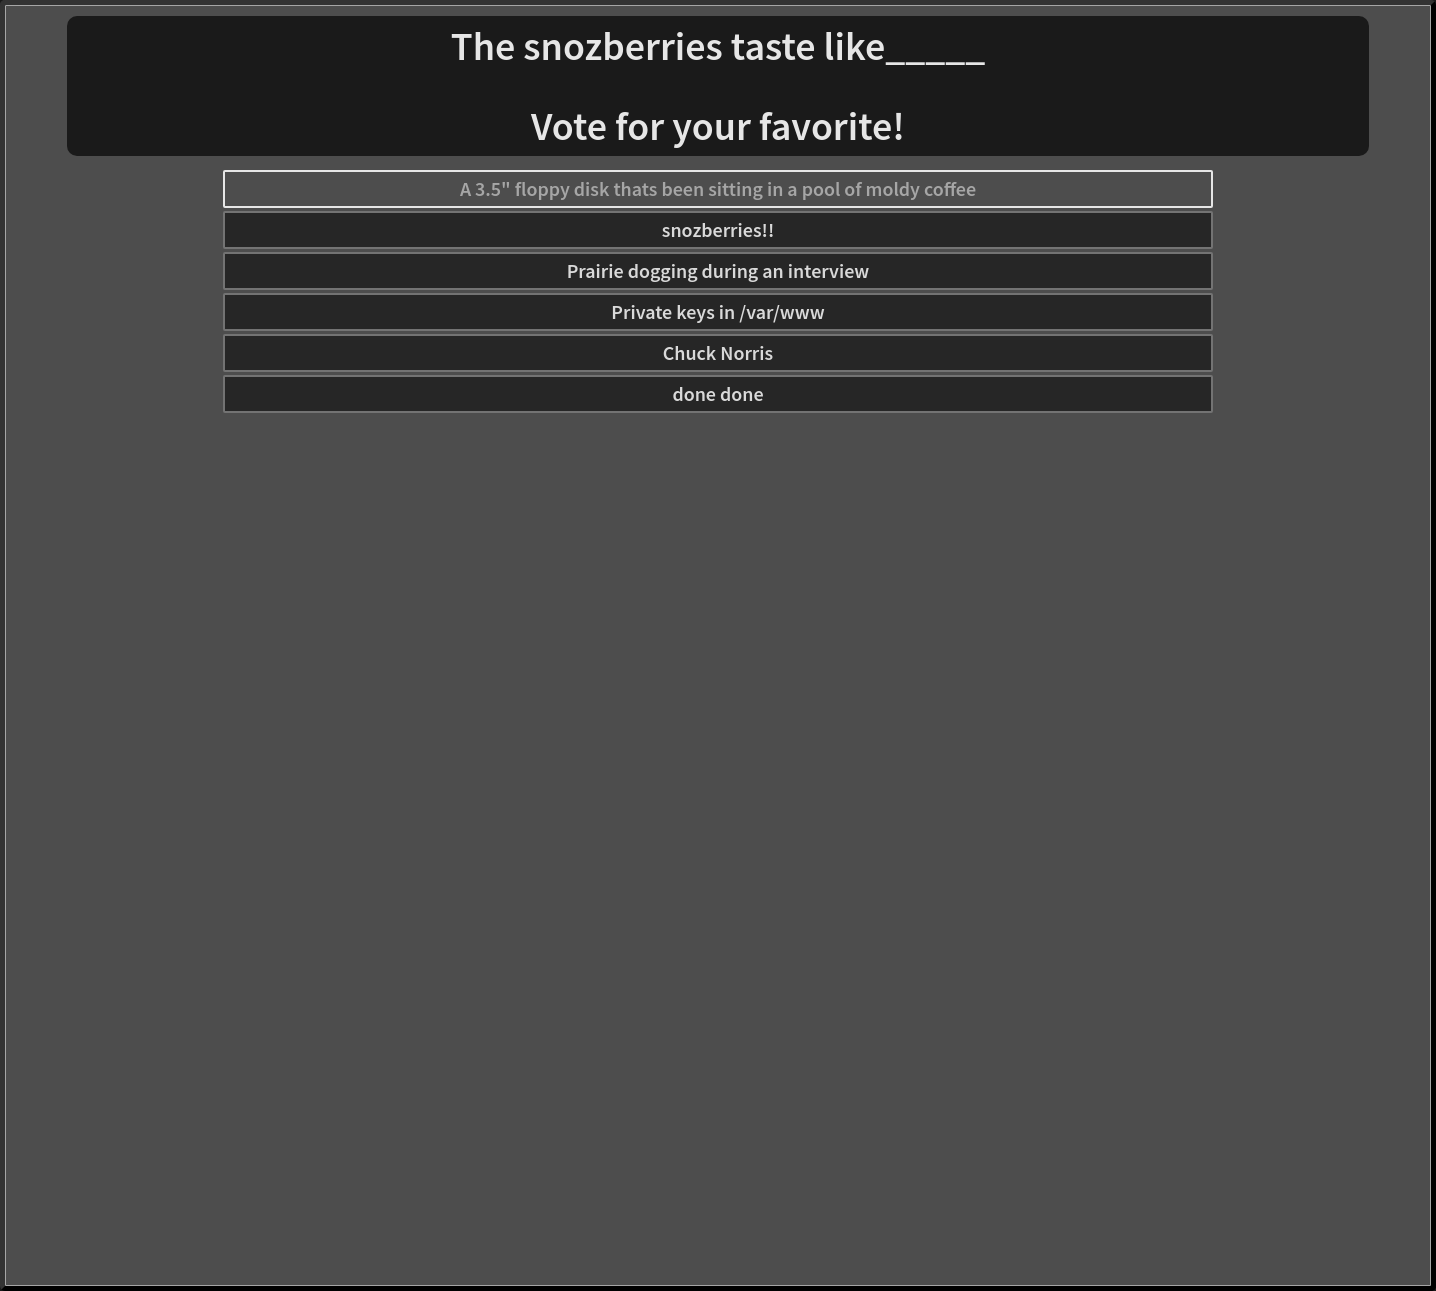 The snozberries taste like_____
Vote for your favorite!
A 3.5" floppy disk thats been sitting in a pool of moldy coffee
snozberries!!
Prairie dogging during an interview
Private keys in /var/www
Chuck Norris
done done